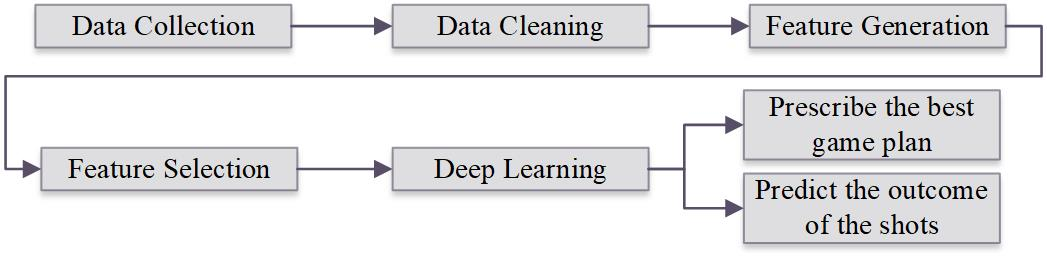 Data Collection
Data Cleaning
Feature Generation
Feature Selection
Deep Learning
Prescribe the best
game plan
Predict the outcome
of the shots